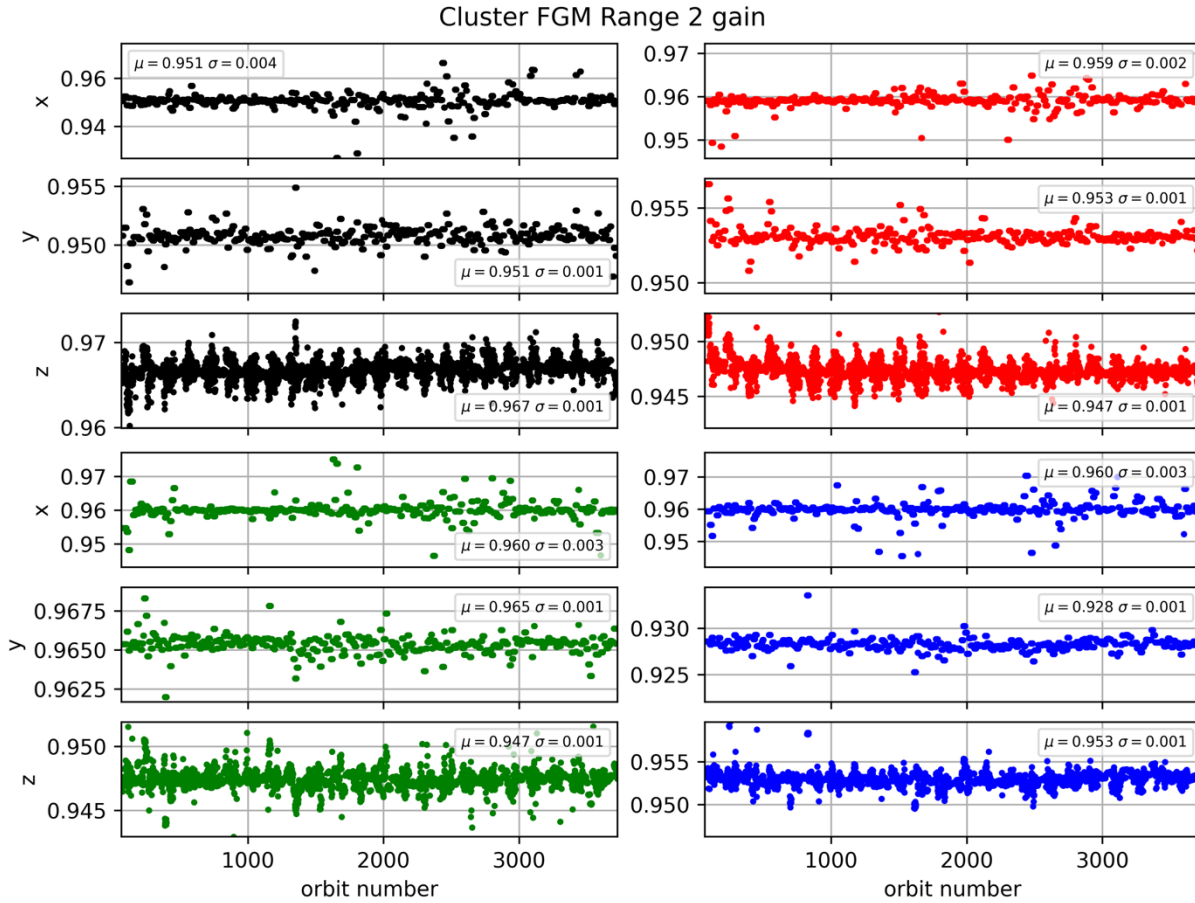 Cluster FGM Range 2 gain
x
0.96
0.94
μ = 0.951 σ = 0.004
0.97
0.96
0.95
μ = 0.959 σ = 0.002
y
0.955
0.950
μ = 0.951 σ = 0.001
0.955
0.950
μ = 0.953 σ = 0.001
z
0.97
0.96
μ = 0.967 σ = 0.001
0.950
0.945
μ = 0.947 σ = 0.001
x
0.97
0.96
0.95
μ = 0.960 σ = 0.003
0.97
0.96
0.95
μ = 0.960 σ = 0.003
y
0.9675
0.9650
0.9625
μ = 0.965 σ = 0.001
0.930
0.925
μ = 0.928 σ = 0.001
z
0.950
0.945
μ = 0.947 σ = 0.001
0.955
0.950
μ = 0.953 σ = 0.001
1000 2000 3000
orbit number
1000 2000 3000
orbit number